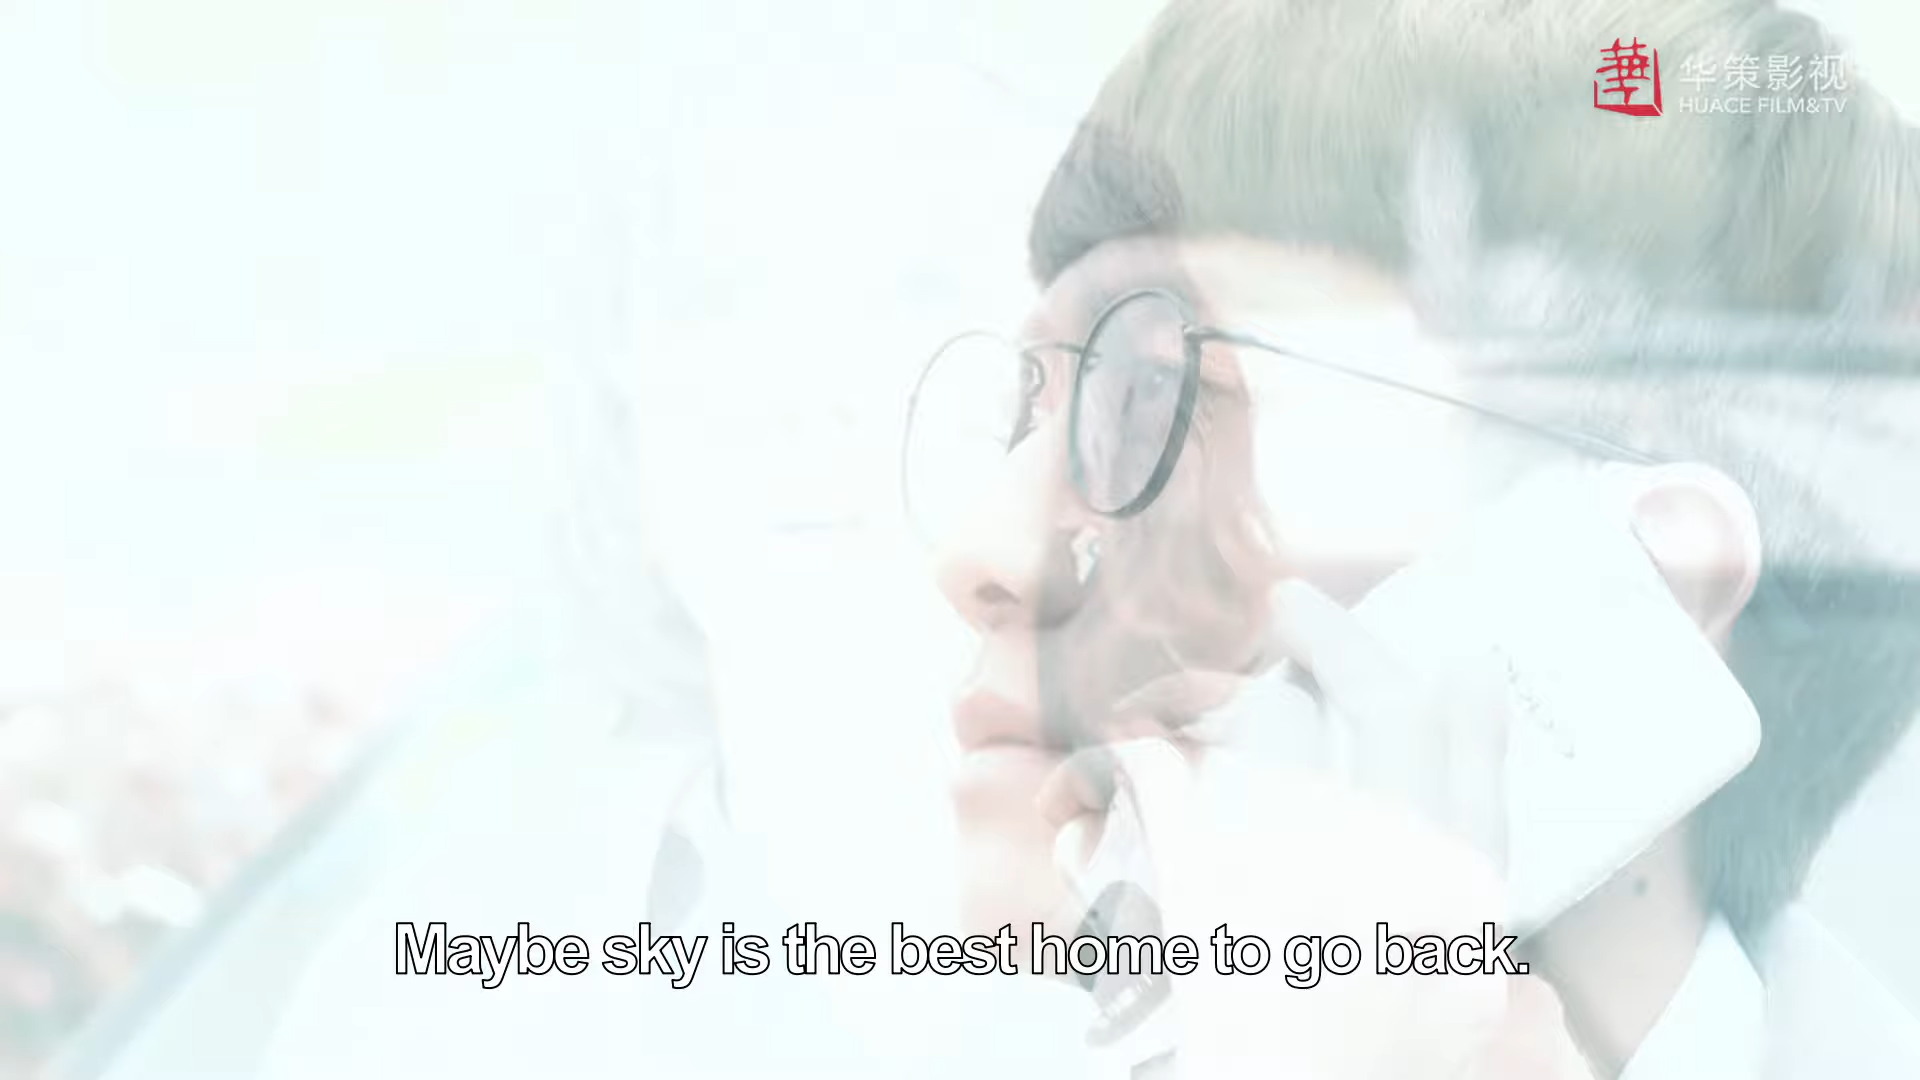 華
华策影视
HUACE FILM&TV
Maybe sky is the best home to go back.